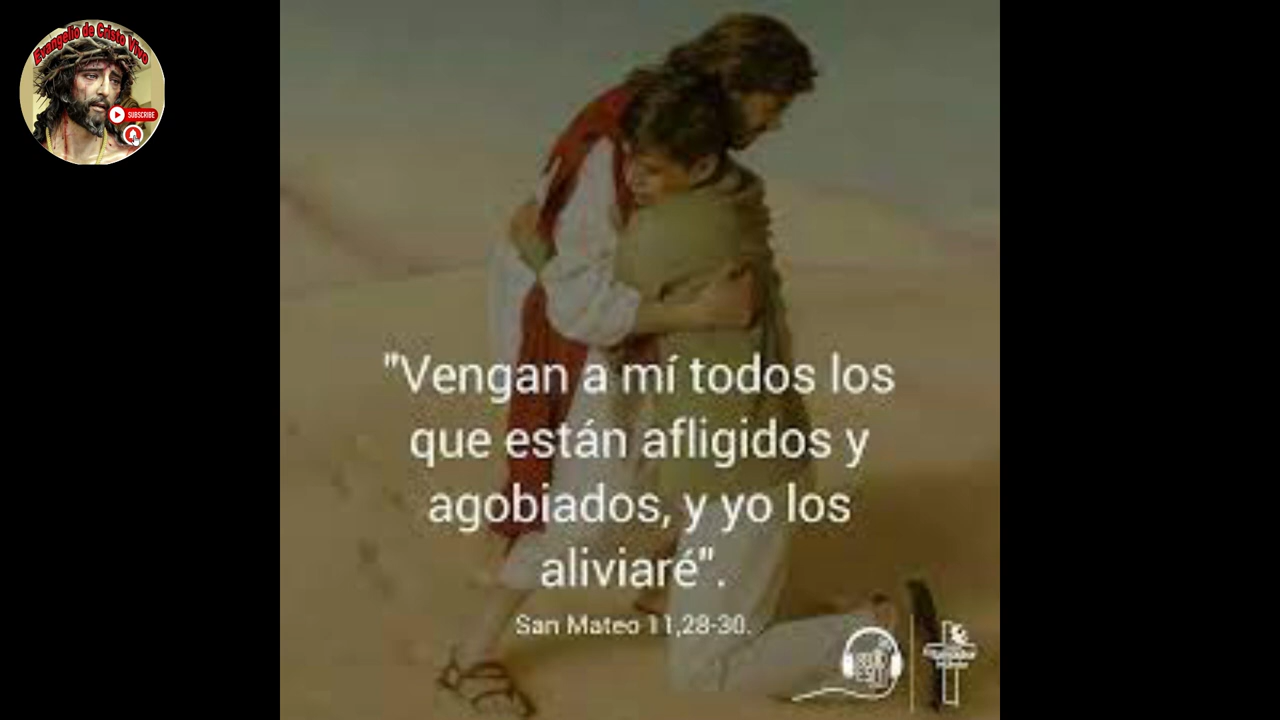 Evangelio de Cristo Vivo
SUBSCRIBE
"Vengan a mí todos los
que están afligidos y
agobiados, y yo los
aliviaré".
San Mateo 11,28-30.